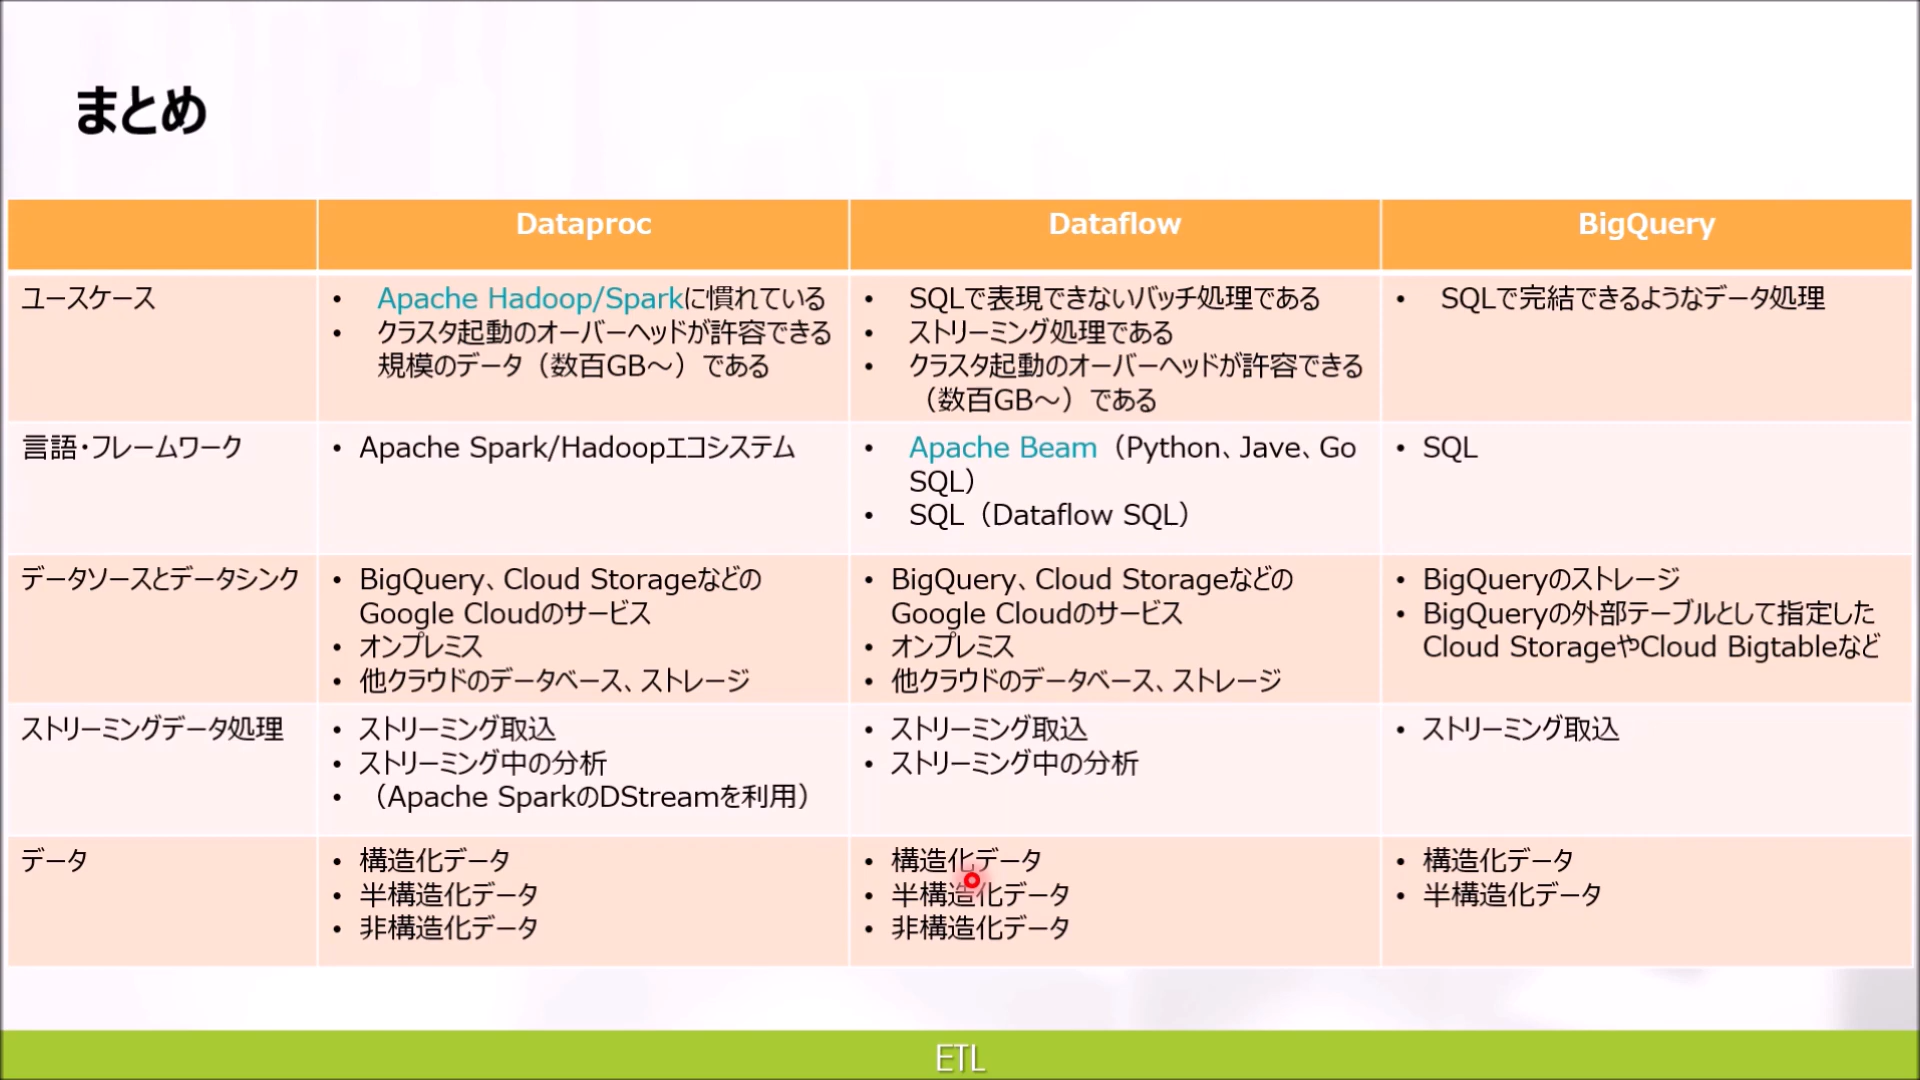 まとめ
Dataproc
Dataflow
BigQuery
ユースケース
• Apache Hadoop/Sparkに慣れている
• クラスタ起動のオーバーヘッドが許容できる
規模のデータ（数百GB～）である
• SQLで表現できないバッチ処理である
• ストリーミング処理である
• クラスタ起動のオーバーヘッドが許容できる
（数百GB～）である
• SQLで完結できるようなデータ処理
言語・フレームワーク
• Apache Spark/Hadoopエコシステム
• Apache Beam（Python、Jave、Go
SQL）
• SQL（Dataflow SQL）
• SQL
データソースとデータシンク
• BigQuery、Cloud Storageなどの
Google Cloudのサービス
• オンプレミス
• 他クラウドのデータベース、ストレージ
• BigQuery、Cloud Storageなどの
Google Cloudのサービス
• オンプレミス
• 他クラウドのデータベース、ストレージ
• BigQueryのストレージ
• BigQueryの外部テーブルとして指定した
Cloud StorageやCloud Bigtableなど
ストリーミングデータ処理
• ストリーミング取込
• ストリーミング中の分析
• （Apache SparkのDStreamを利用）
• ストリーミング取込
• ストリーミング中の分析
• ストリーミング取込
データ
• 構造化データ
• 半構造化データ
• 非構造化データ
• 構造化データ
• 半構造化データ
• 非構造化データ
• 構造化データ
• 半構造化データ
ETL